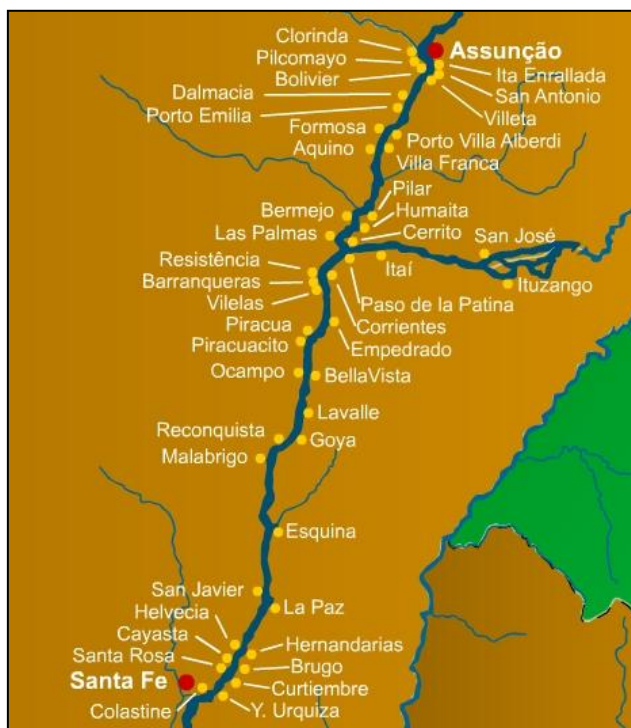 Clorinda
Assunção
Pilcomayo
Bolivier
Ita Enrallada
Dalmacia
San Antonio
Porto Emilia
Villeta
Formosa
Porto Villa Alberdi
Aquino
Villa Franca
Pilar
Bermejo
Humaita
Las Palmas
Cerrito
San José
Resistência
Itaí
Barranqueras
Ituzango
Vilelas
Paso de la Patina
Corrientes
Piracua
Piracuacito
Empedrado
Ocampo
BellaVista
Lavalle
Reconquista
Goya
Malabrigo
Esquina
San Javier
La Paz
Helvecia
Cayasta
Hernandarias
Santa Rosa
Brugo
Santa Fe
Curtiembre
Colastine
Y. Urquiza